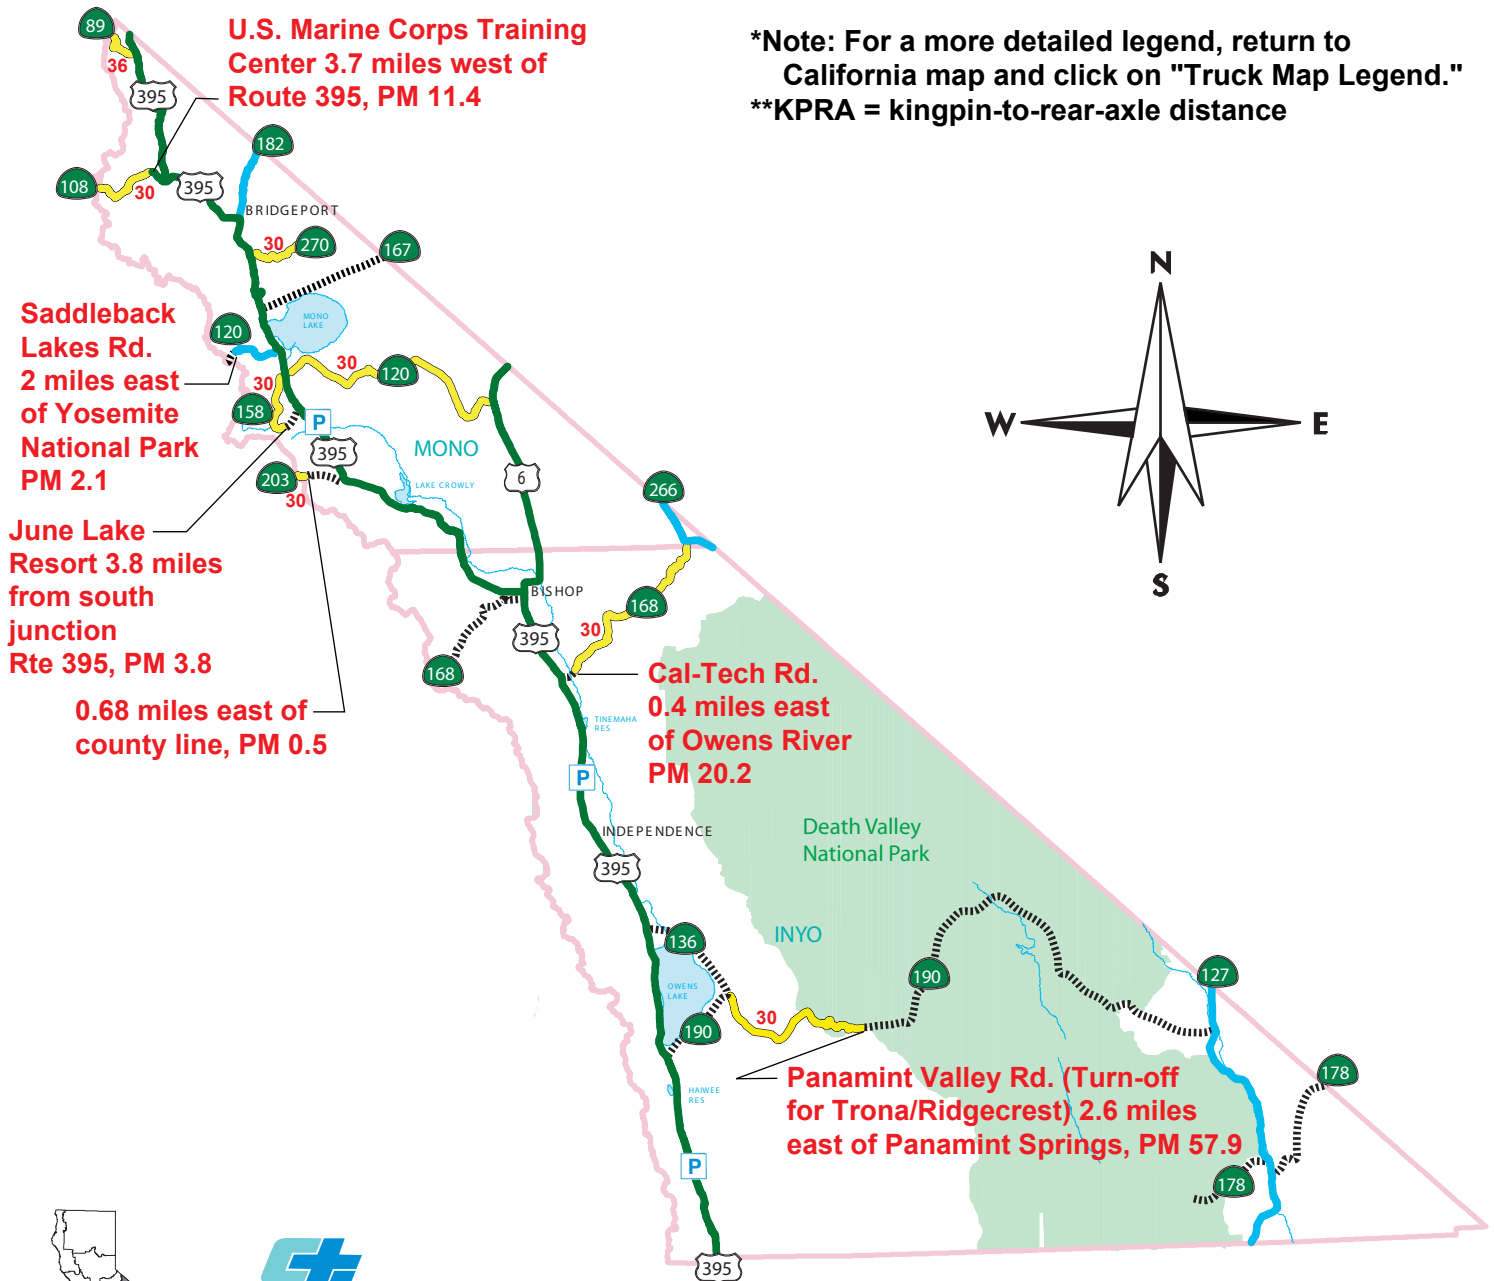 89
36
395
U.S. Marine Corps Training
Center 3.7 miles west of
Route 395, PM 11.4
*Note: For a more detailed legend, return to
California map and click on "Truck Map Legend."
**KPRA = kingpin-to-rear-axle distance
182
108
30
395
BRIDGEPORT
30
270
167
N
W
E
S
Saddleback
Lakes Rd.
2 miles east
of Yosemite
National Park
PM 2.1
120
MONO
LAKE
30
120
30
158
P
395
MONO
6
203
30
LAKE CROWLY
266
June Lake
Resort 3.8 miles
from south
junction
Rte 395, PM 3.8
BISHOP
168
30
395
168
0.68 miles east of
county line, PM 0.5
Cal-Tech Rd.
0.4 miles east
of Owens River
PM 20.2
TINEMAHA
RES
P
INDEPENDENCE
Death Valley
National Park
395
136
INYO
190
127
OWENS
LAKE
30
190
Panamint Valley Rd. (Turn-off
for Trona/Ridgecrest) 2.6 miles
east of Panamint Springs, PM 57.9
HAIWEE
RES
178
P
178
395